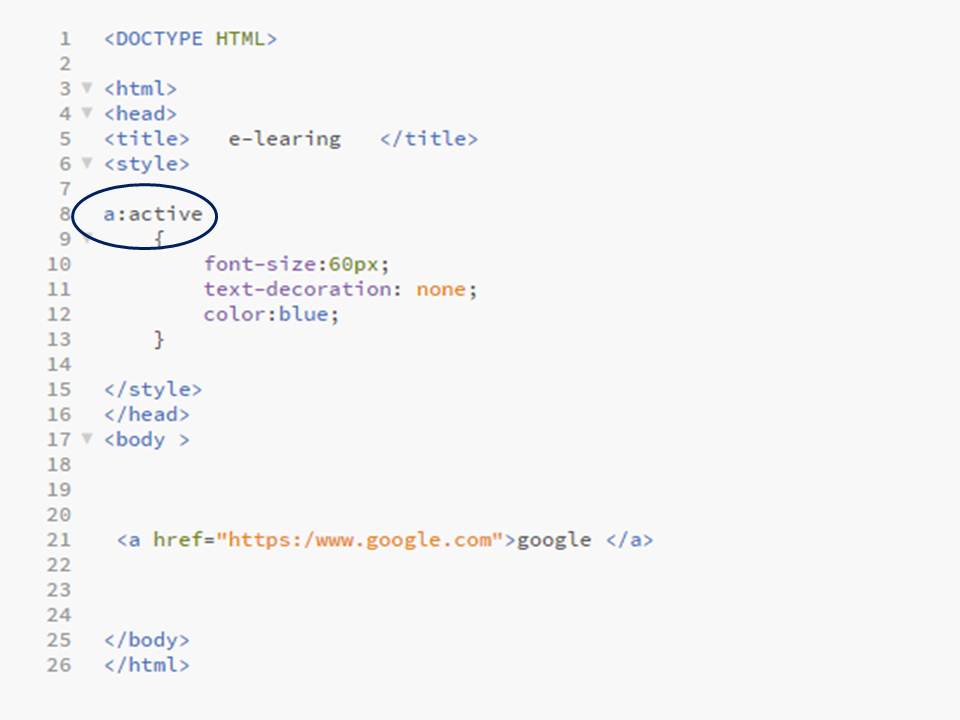 1 <DOCTYPE HTML>
2
3 <html>
4 <head>
5 <title> e-learing </title>
6 <style>
7
8 a:active
9 {
10 font-size:60px;
11 text-decoration: none;
12 color:blue;
13 }
14
15 </style>
16 </head>
17 <body >
18
19
20
21 <a href="https:/www.google.com">google </a>
22
23
24
25 </body>
26 </html>